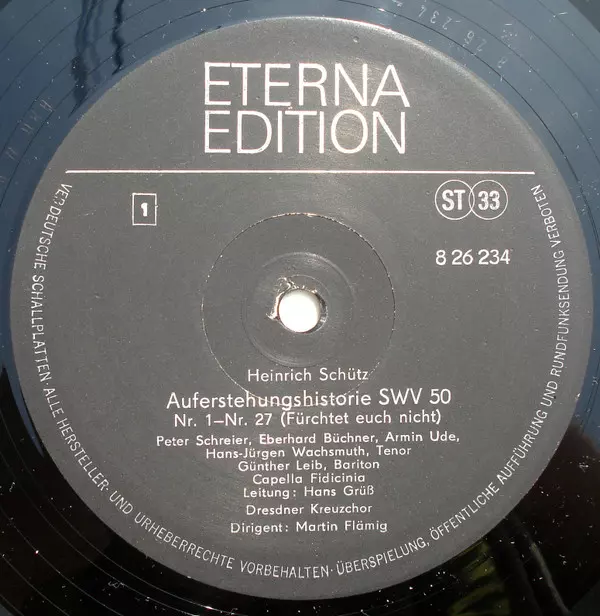 ETERNA
EDITION
1
ST 33
8 26 234
Heinrich Schütz
Auferstehungshistorie SWV 50
Nr. 1–Nr. 27 (Fürchtet euch nicht)
Peter Schreier, Eberhard Büchner, Armin Ude,
Hans-Jürgen Wachsmuth, Tenor
Günther Leib, Bariton
Capella Fidicinia
Leitung: Hans Grüß
Dresdner Kreuzchor
Dirigent: Martin Flämig
VEB DEUTSCHE SCHALLPLATTEN · ALLE HERSTELLER- UND URHEBERRECHTE VORBEHALTEN · ÜBERSPIELUNG, ÖFFENTLICHE AUFFÜHRUNG UND RUNDFUNKSENDUNG VERBOTEN